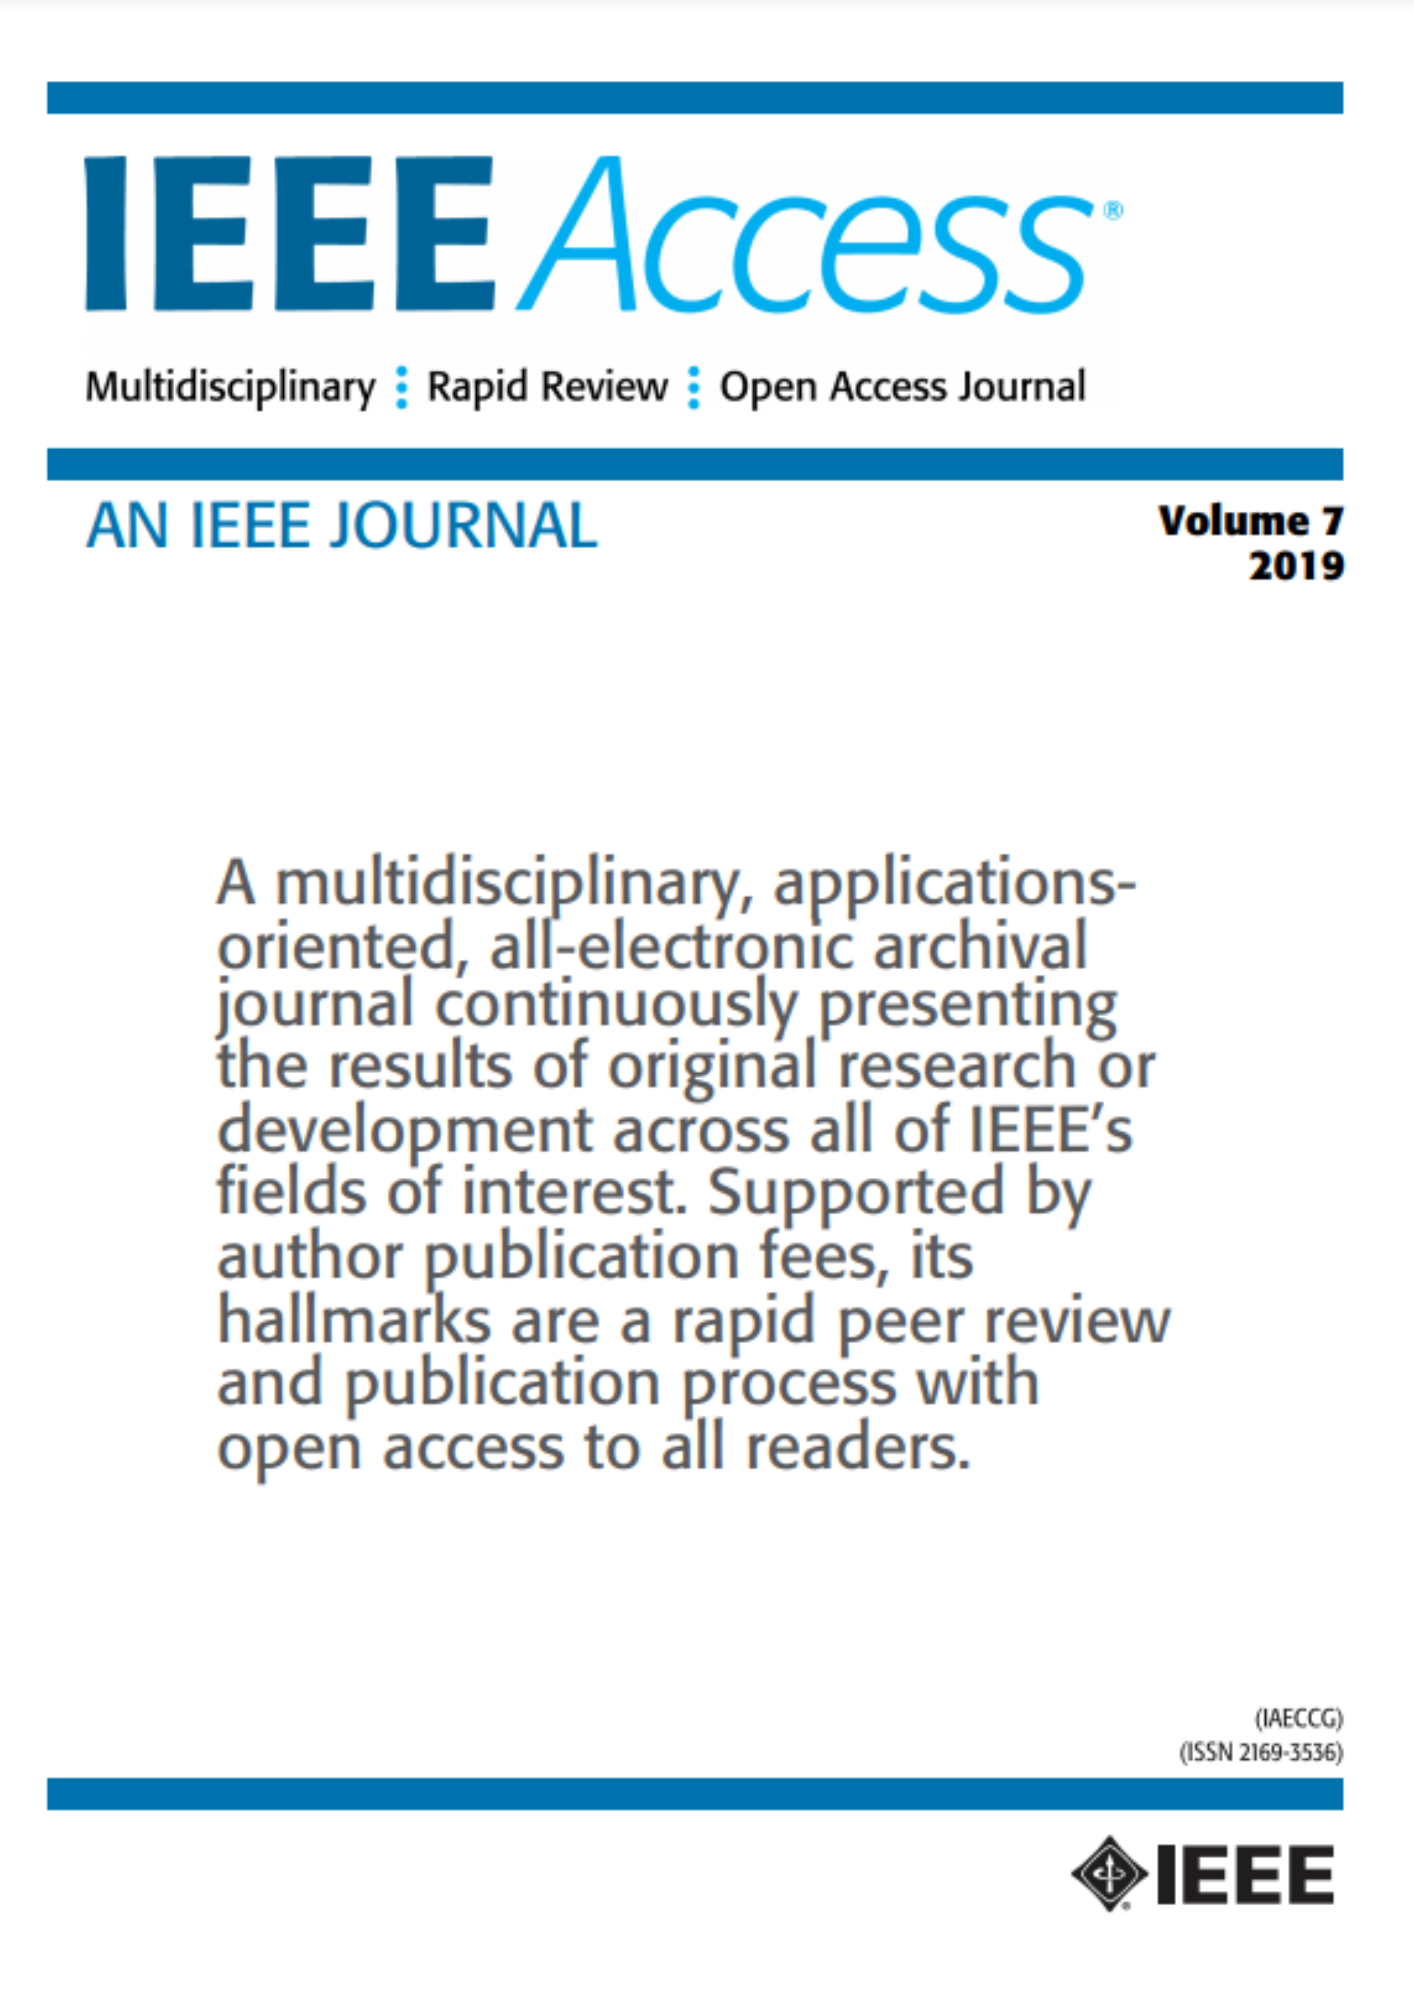 IEEE Access®
Multidisciplinary ⋮ Rapid Review ⋮ Open Access Journal
AN IEEE JOURNAL
Volume 7
2019
A multidisciplinary, applications-
oriented, all-electronic archival
journal continuously presenting
the results of original research or
development across all of IEEE’s
fields of interest. Supported by
author publication fees, its
hallmarks are a rapid peer review
and publication process with
open access to all readers.
(IAECCG)
(ISSN 2169-3536)
IEEE